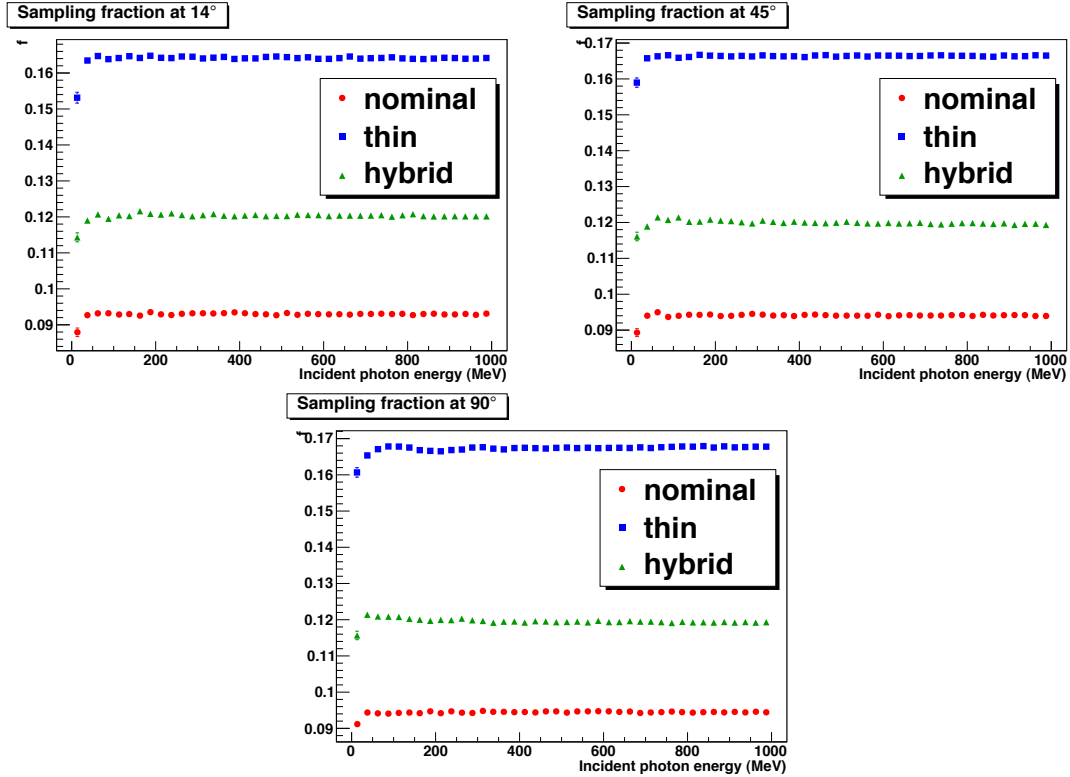 Sampling fraction at 14°
f
0.16
0.15
0.14
0.13
0.12
0.11
0.1
0.09
nominal
thin
hybrid
0 200 400 600 800 1000
Incident photon energy (MeV)
Sampling fraction at 45°
f
0.17
0.16
0.15
0.14
0.13
0.12
0.11
0.1
0.09
nominal
thin
hybrid
0 200 400 600 800 1000
Incident photon energy (MeV)
Sampling fraction at 90°
f
0.17
0.16
0.15
0.14
0.13
0.12
0.11
0.1
0.09
nominal
thin
hybrid
0 200 400 600 800 1000
Incident photon energy (MeV)